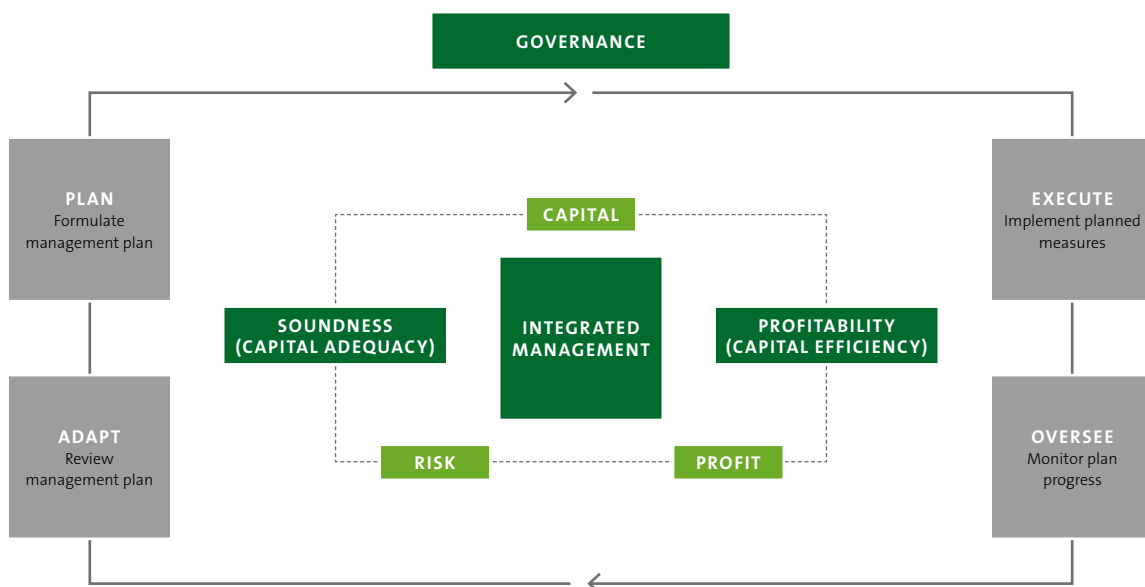 GOVERNANCE
PLAN
Formulate
management plan
EXECUTE
Implement planned
measures
CAPITAL
SOUNDNESS
(CAPITAL ADEQUACY)
INTEGRATED
MANAGEMENT
PROFITABILITY
(CAPITAL EFFICIENCY)
ADAPT
Review
management plan
RISK
PROFIT
OVERSEE
Monitor plan
progress